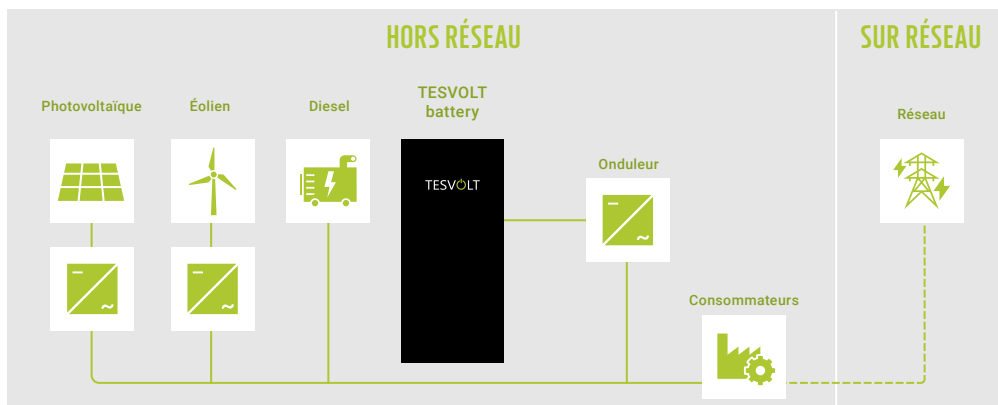 HORS RÉSEAU
SUR RÉSEAU
Photovoltaïque
Éolien
Diesel
TESVOLT
battery
Réseau
TESVOLT
Onduleur
Consommateurs